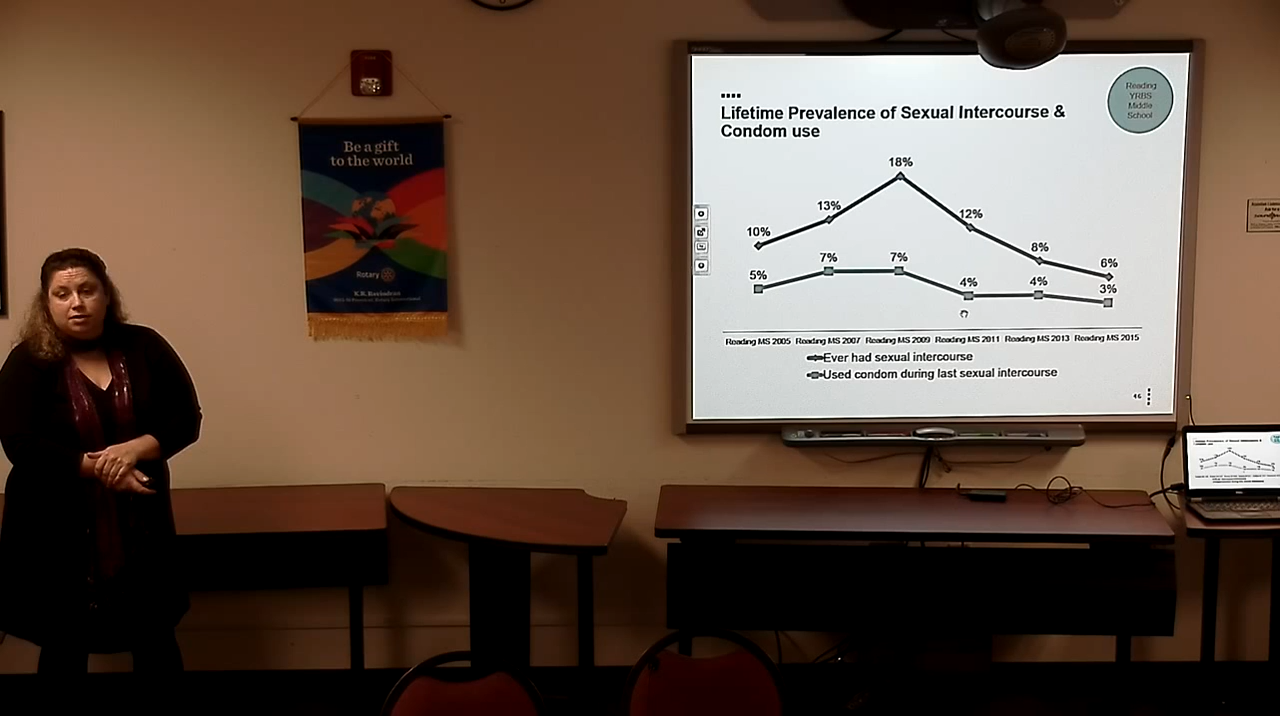 Be a gift
to the world
Rotary
K.R. Ravindran
Lifetime Prevalence of Sexual Intercourse &
Condom use
Reading
YRBS
Middle
School
18%
13%
12%
10%
8%
6%
7%
7%
5%
4%
4%
3%
Reading MS 2005 Reading MS 2007 Reading MS 2009 Reading MS 2011 Reading MS 2013 Reading MS 2015
Ever had sexual intercourse
Used condom during last sexual intercourse
46